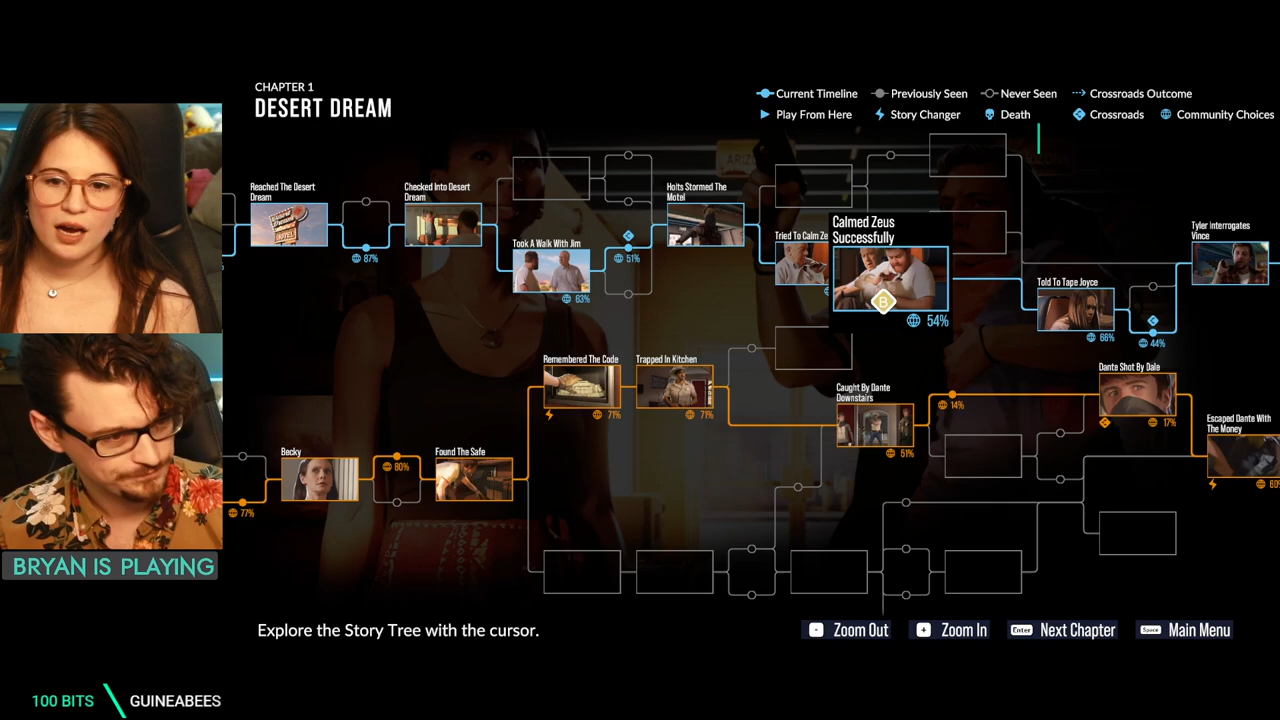 CHAPTER 1
DESERT DREAM
Current Timeline
Previously Seen
Never Seen
Crossroads Outcome
Play From Here
Story Changer
Death
Crossroads
Community Choices
Reached The Desert
Dream
87%
Checked Into Desert
Dream
Took A Walk With Jim
63%
51%
Holts Stormed The
Motel
Tried To Calm Ze
Calmed Zeus
Successfully
B
54%
Told To Tape Joyce
66%
44%
Tyler Interrogates
Vince
Remembered The Code
71%
Trapped In Kitchen
71%
Caught By Dante
Downstairs
51%
14%
Dante Shot By Dale
17%
Escaped Dante With
The Money
60%
77%
Becky
80%
Found The Safe
BRYAN IS PLAYING
Explore the Story Tree with the cursor.
- Zoom Out
+ Zoom In
Enter Next Chapter
Space Main Menu
100 BITS
GUINEABEES